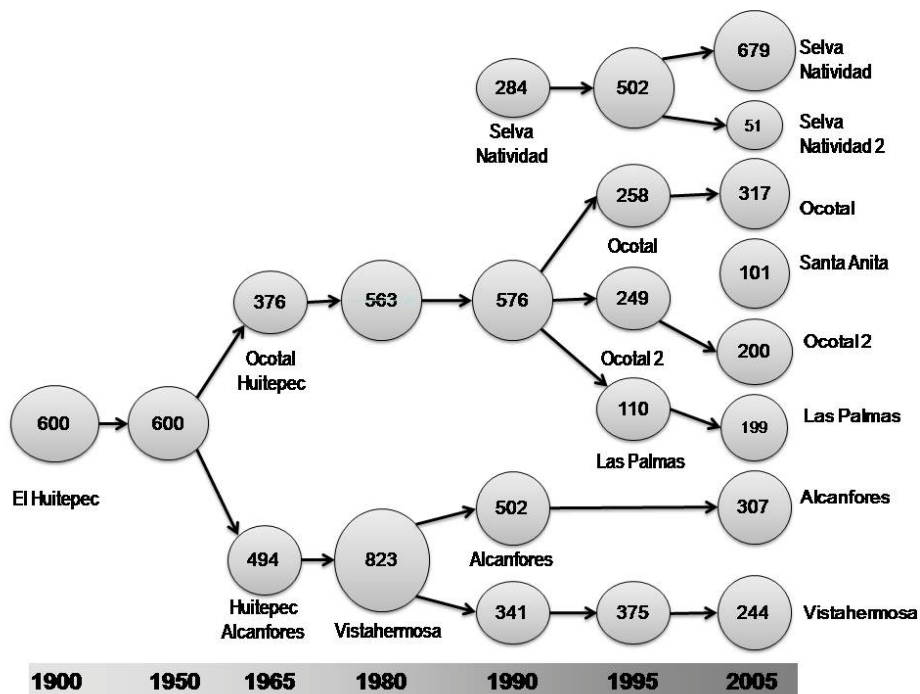 679
Selva
Natividad
284
502
Selva
Natividad
51
Selva
Natividad 2
258
317
Ocotal
Ocotal
101
Santa Anita
376
563
576
249
Ocotal
Huitepec
Ocotal 2
200
Ocotal 2
600
600
110
199
Las Palmas
Las Palmas
El Huitepec
502
307
Alcanfores
494
823
Alcanfores
Huitepec
Alcanfores
Vistahermosa
341
375
244
Vistahermosa
1900 1950 1965 1980 1990 1995 2005